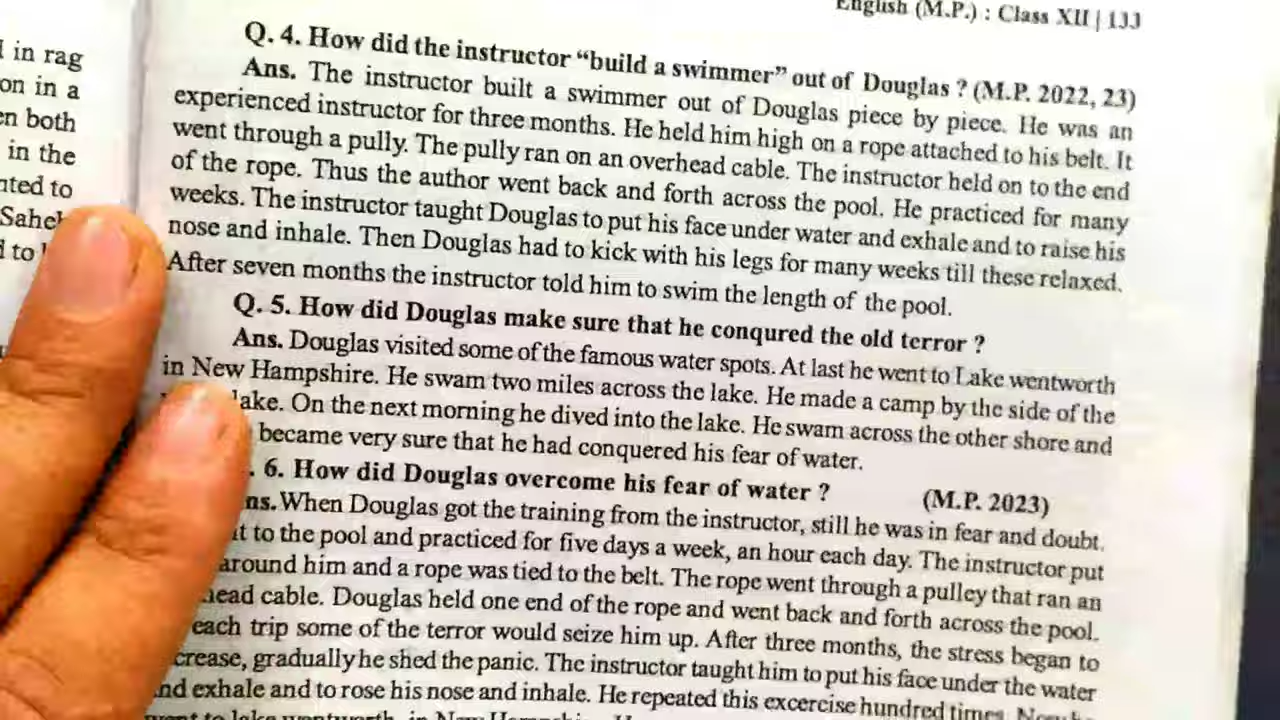 English (M.P.) : Class XII | 133
in rag
on in a
en both
in the
nted to
Saheb
d to
Q. 4. How did the instructor “build a swimmer” out of Douglas ? (M.P. 2022, 23)
Ans. The instructor built a swimmer out of Douglas piece by piece. He was an
experienced instructor for three months. He held him high on a rope attached to his belt. It
went through a pully. The pully ran on an overhead cable. The instructor held on to the end
of the rope. Thus the author went back and forth across the pool. He practiced for many
weeks. The instructor taught Douglas to put his face under water and exhale and to raise his
nose and inhale. Then Douglas had to kick with his legs for many weeks till these relaxed.
After seven months the instructor told him to swim the length of the pool.
Q. 5. How did Douglas make sure that he conqured the old terror ?
Ans. Douglas visited some of the famous water spots. At last he went to Lake wentworth
in New Hampshire. He swam two miles across the lake. He made a camp by the side of the
lake. On the next morning he dived into the lake. He swam across the other shore and
became very sure that he had conquered his fear of water.
. 6. How did Douglas overcome his fear of water ? (M.P. 2023)
ns. When Douglas got the training from the instructor, still he was in fear and doubt.
it to the pool and practiced for five days a week, an hour each day. The instructor put
around him and a rope was tied to the belt. The rope went through a pulley that ran an
head cable. Douglas held one end of the rope and went back and forth across the pool.
each trip some of the terror would seize him up. After three months, the stress began to
crease, gradually he shed the panic. The instructor taught him to put his face under the water
nd exhale and to rose his nose and inhale. He repeated this excercise hundred times.